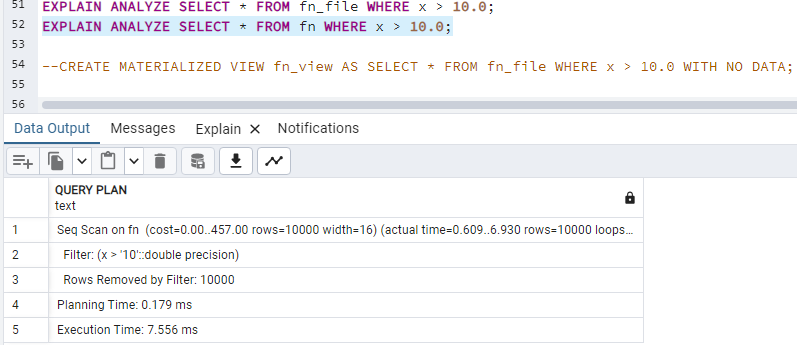 51 EXPLAIN ANALYZE SELECT * FROM fn_file WHERE x > 10.0;
52 EXPLAIN ANALYZE SELECT * FROM fn WHERE x > 10.0;
53
54 --CREATE MATERIALIZED VIEW fn_view AS SELECT * FROM fn_file WHERE x > 10.0 WITH NO DATA;
55
56
Data Output Messages Explain Notifications
QUERY PLAN
text
1 Seq Scan on fn (cost=0.00..457.00 rows=10000 width=16) (actual time=0.609..6.930 rows=10000 loops...
2 Filter: (x > '10'::double precision)
3 Rows Removed by Filter: 10000
4 Planning Time: 0.179 ms
5 Execution Time: 7.556 ms